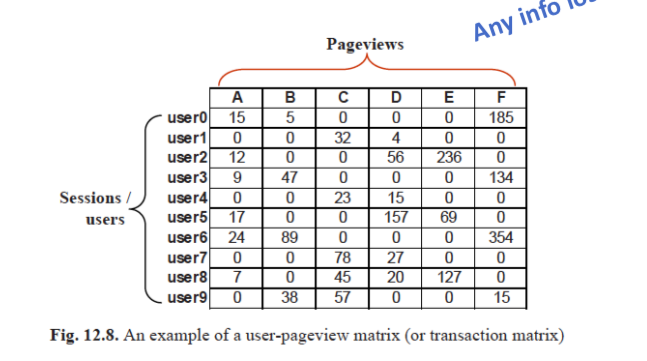 Any info
Pageviews
A B C D E F
user0 15 5 0 0 0 185
user1 0 0 32 4 0 0
user2 12 0 0 56 236 0
user3 9 47 0 0 0 134
Sessions / users
user4 0 0 23 15 0 0
user5 17 0 0 157 69 0
user6 24 89 0 0 0 354
user7 0 0 78 27 0 0
user8 7 0 45 20 127 0
user9 0 38 57 0 0 15
Fig. 12.8. An example of a user-pageview matrix (or transaction matrix)